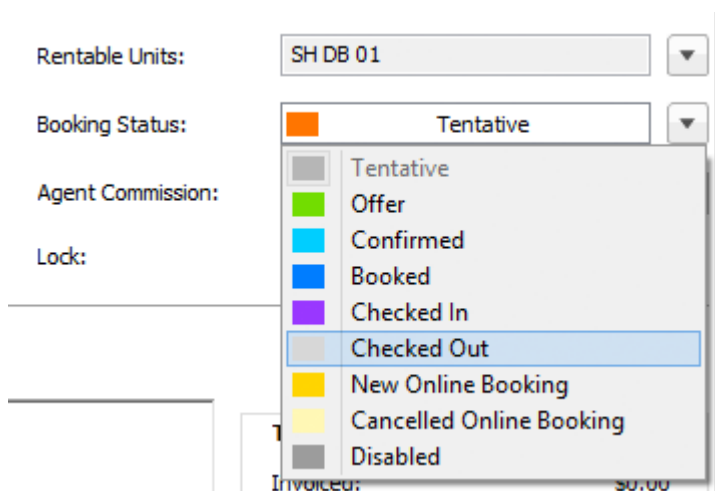 Rentable Units: SH DB 01
Booking Status: Tentative
Tentative
Agent Commission:
Offer
Confirmed
Lock:
Booked
Checked In
Checked Out
New Online Booking
Cancelled Online Booking
Disabled
Invoiced: $0.00